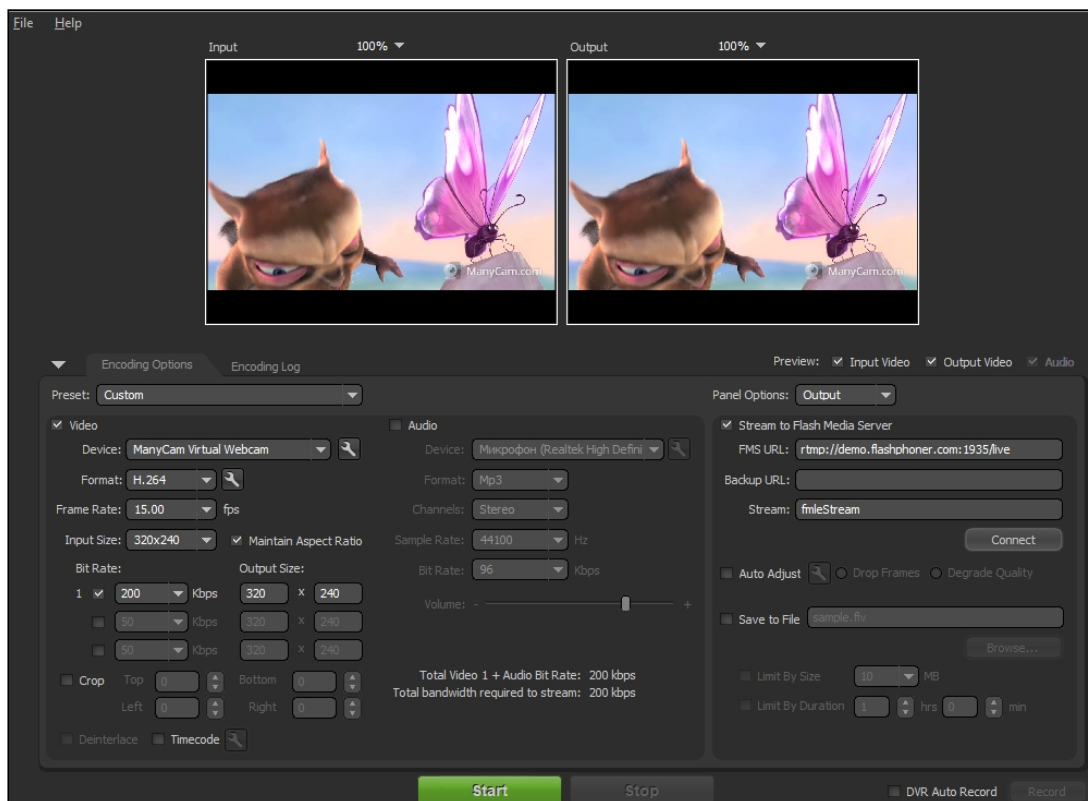 File Help
Input 100% Output 100%
ManyCam.com ManyCam.com
Encoding Options Encoding Log
Preview: Input Video Output Video Audio
Preset: Custom
Panel Options: Output
Video
Device: ManyCam Virtual Webcam
Format: H.264
Frame Rate: 15.00 fps
Input Size: 320x240 Maintain Aspect Ratio
Bit Rate: Output Size:
1 200 Kbps 320 x 240
50 Kbps 320 x 240
50 Kbps 320 x 240
Crop Top 0 Bottom 0
Left 0 Right 0
Deinterlace Timecode
Audio
Device: Микрофон (Realtek High Defini
Format: Mp3
Channels: Stereo
Sample Rate: 44100 Hz
Bit Rate: 96 Kbps
Volume: - +
Total Video 1 + Audio Bit Rate: 200 kbps
Total bandwidth required to stream: 200 kbps
Stream to Flash Media Server
FMS URL: rtmp://demo.flashphoner.com:1935/live
Backup URL:
Stream: fmleStream
Connect
Auto Adjust Drop Frames Degrade Quality
Save to File sample.flv
Browse...
Limit By Size 10 MB
Limit By Duration 1 hrs 0 min
Start Stop
DVR Auto Record Record